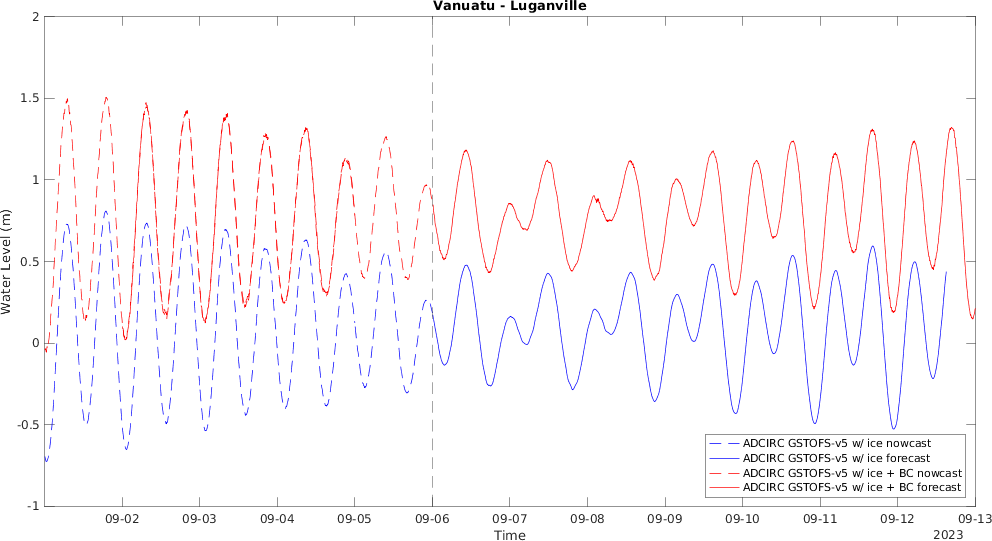 Vanuatu - Luganville
2
1.5
1
0.5
0
-0.5
-1
Water Level (m)
ADCIRC GSTOFS-v5 w/ ice nowcast
ADCIRC GSTOFS-v5 w/ ice forecast
ADCIRC GSTOFS-v5 w/ ice + BC nowcast
ADCIRC GSTOFS-v5 w/ ice + BC forecast
09-02 09-03 09-04 09-05 09-06 09-07 09-08 09-09 09-10 09-11 09-12 09-13
Time
2023